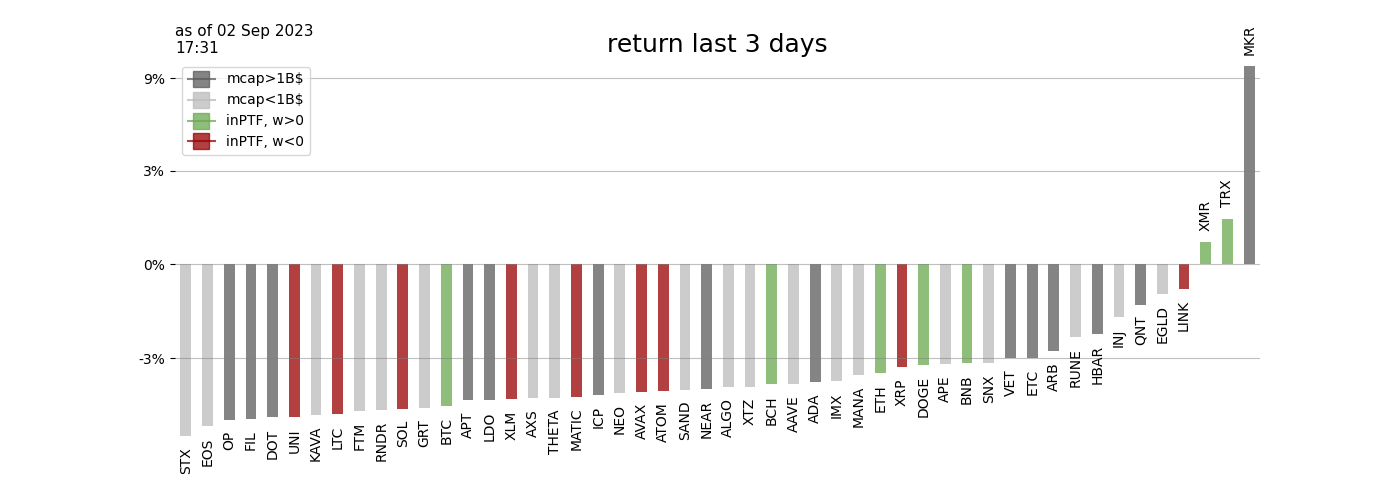 as of 02 Sep 2023
17:31
return last 3 days
mcap>1B$
mcap<1B$
inPTF, w>0
inPTF, w<0
9%
3%
0%
-3%
STX
EOS
OP
FIL
DOT
UNI
KAVA
LTC
FTM
RNDR
SOL
GRT
BTC
APT
LDO
XLM
AXS
THETA
MATIC
ICP
NEO
AVAX
ATOM
SAND
NEAR
ALGO
XTZ
BCH
AAVE
ADA
IMX
MANA
ETH
XRP
DOGE
APE
BNB
SNX
VET
ETC
ARB
RUNE
HBAR
INJ
QNT
EGLD
LINK
XMR
TRX
MKR